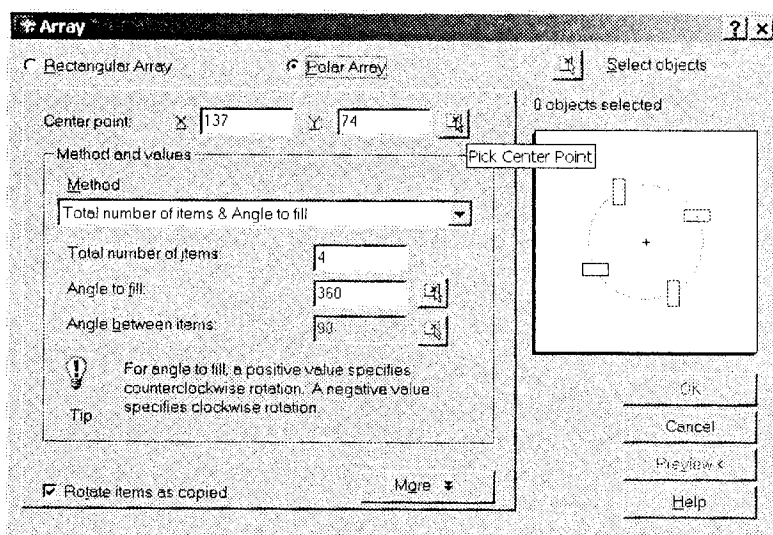 Array
Rectangular Array
Polar Array
Select objects
Center point: X: 137 Y: 74
0 objects selected
Pick Center Point
Method and values
Method
Total number of items & Angle to fill
Total number of items: 4
Angle to fill: 360
Angle between items: 90
For angle to fill, a positive value specifies
counterclockwise rotation. A negative value
specifies clockwise rotation.
Tip
OK
Cancel
Preview <
Rotate items as copied
More
Help